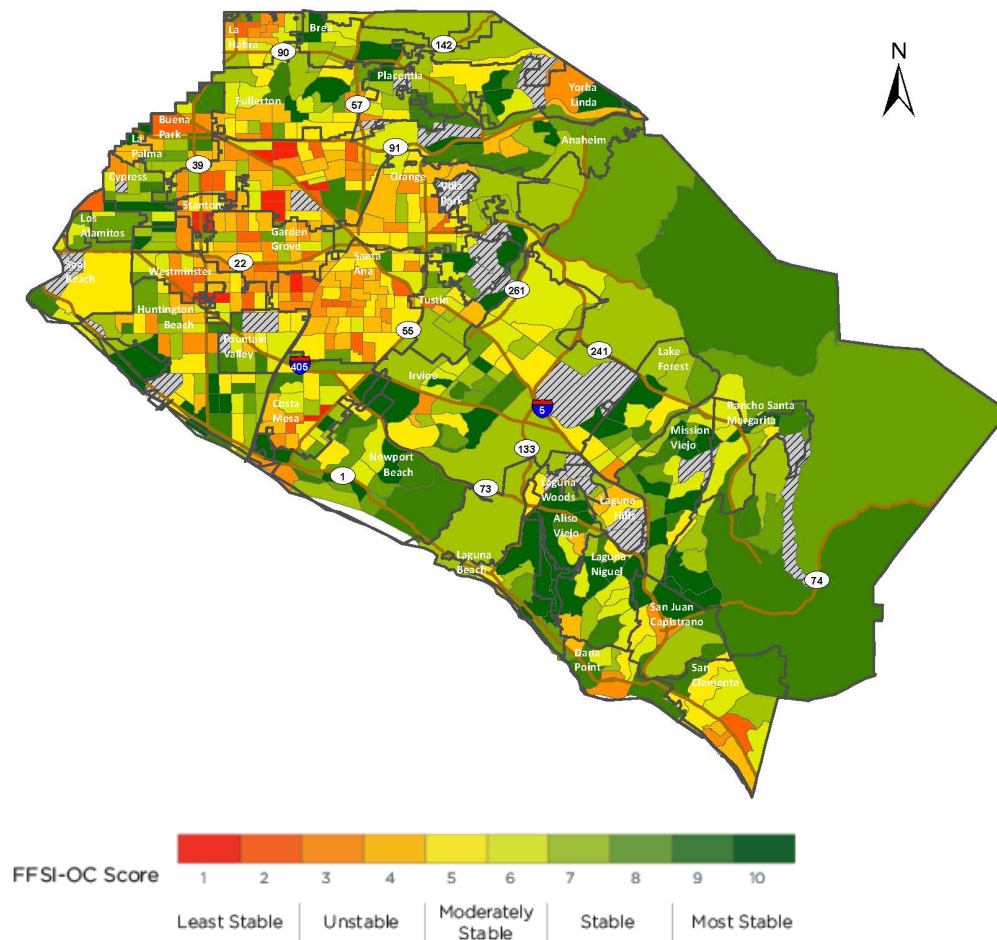 La
Habra
Brea
142
90
N
Placentia
Yorba
Linda
Fullerton
57
Buena
Park
Anaheim
La
Palma
91
39
Orange
Cypress
Villa
Park
Stanton
Los
Alamitos
Garden
Grove
Santa
Ana
22
Seal
Beach
Westminster
261
Tustin
Huntington
Beach
55
Fountain
Valley
241
Lake
Forest
405
Irvine
5
Costa
Mesa
Rancho Santa
Margarita
Mission
Viejo
133
Newport
Beach
1
73
Laguna
Woods
Laguna
Hills
Aliso
Viejo
Laguna
Beach
Laguna
Niguel
74
San Juan
Capistrano
Dana
Point
San
Clemente
FFSI-OC Score
1 2 3 4 5 6 7 8 9 10
Least Stable Unstable Moderately Stable Most Stable
Stable